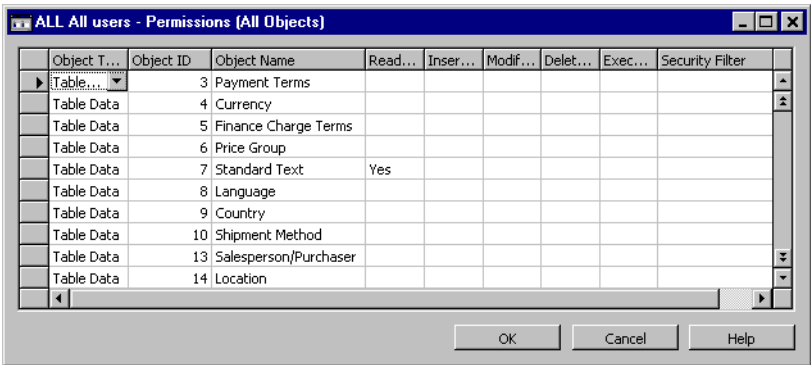 ALL All users - Permissions (All Objects)
Object T... Object ID Object Name Read... Inser... Modif... Delet... Exec... Security Filter
Table... 3 Payment Terms
Table Data 4 Currency
Table Data 5 Finance Charge Terms
Table Data 6 Price Group
Table Data 7 Standard Text Yes
Table Data 8 Language
Table Data 9 Country
Table Data 10 Shipment Method
Table Data 13 Salesperson/Purchaser
Table Data 14 Location
OK Cancel Help